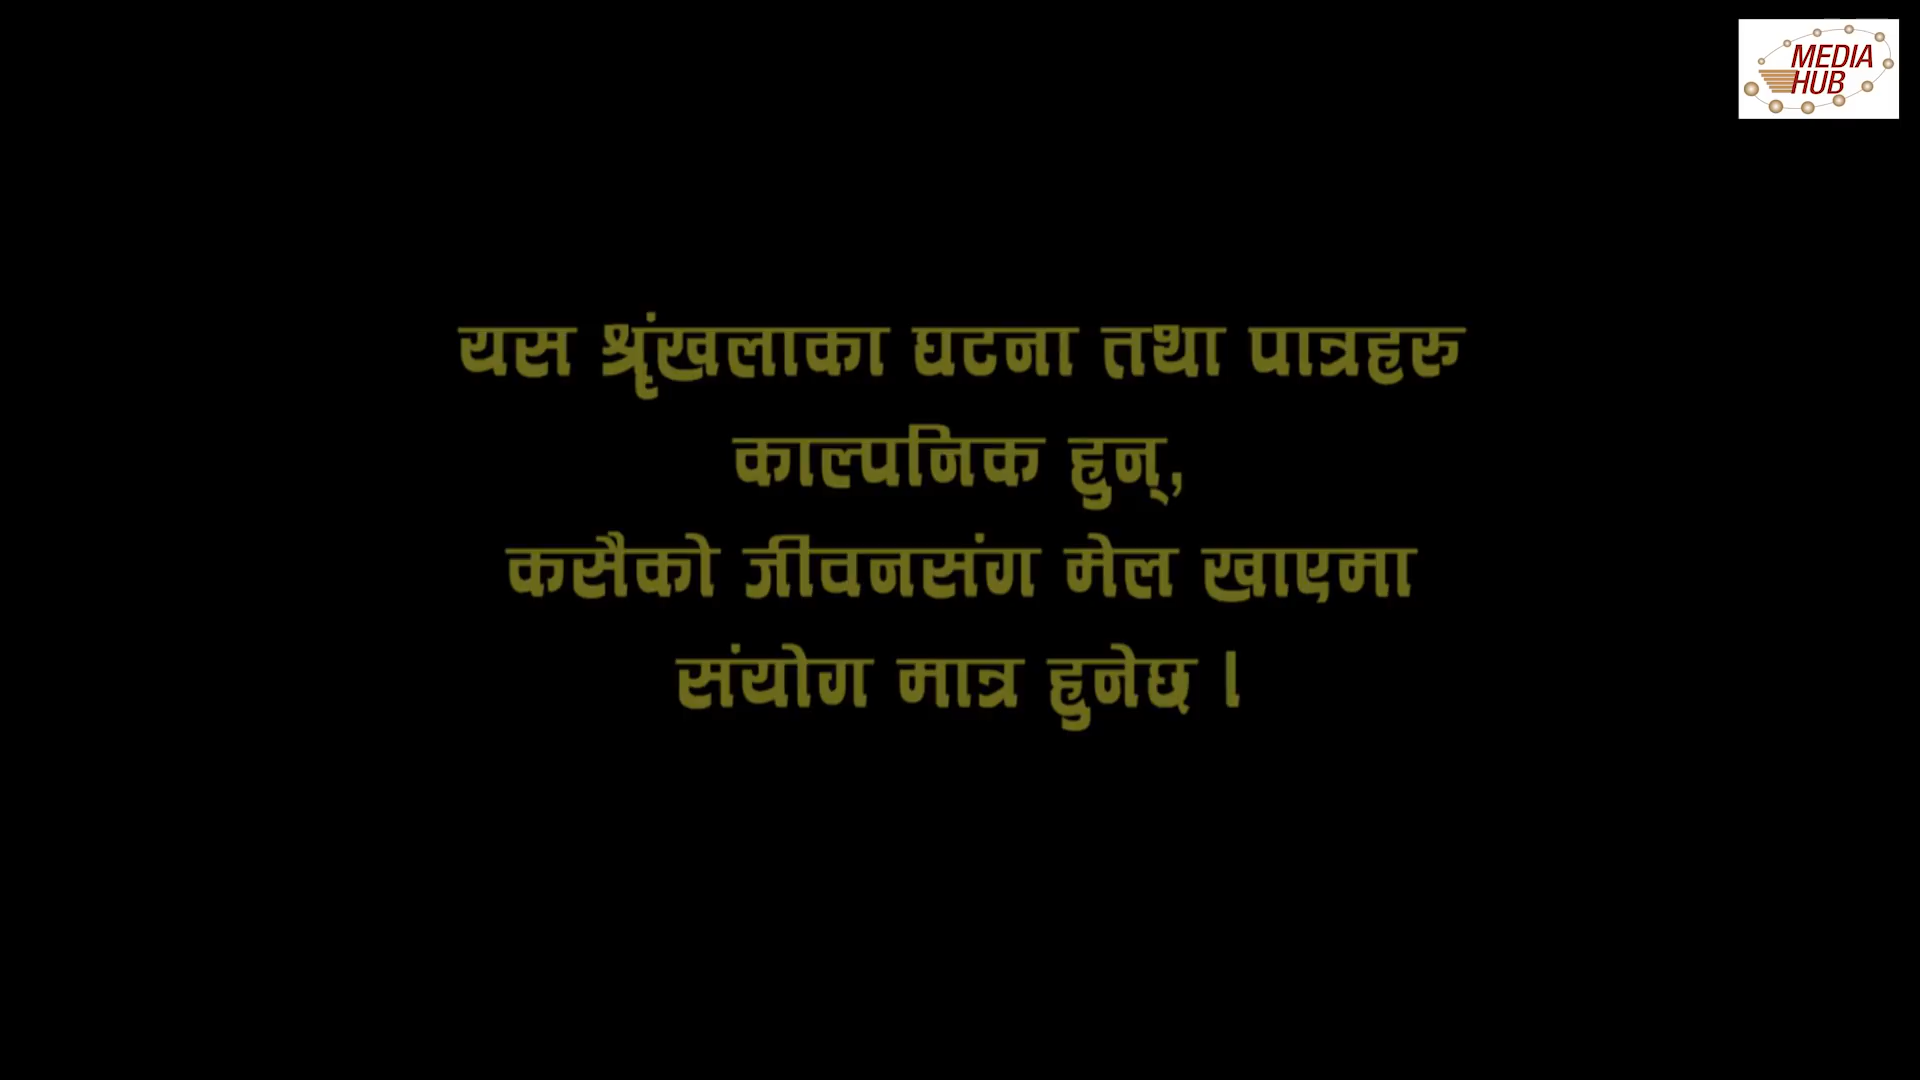 MEDIA
HUB
यस श्रृंखलाका घटना तथा पात्रहरु
काल्पनिक हुन्,
कसैको जीवनसंग मेल खाएमा
संयोग मात्र हुनेछ ।